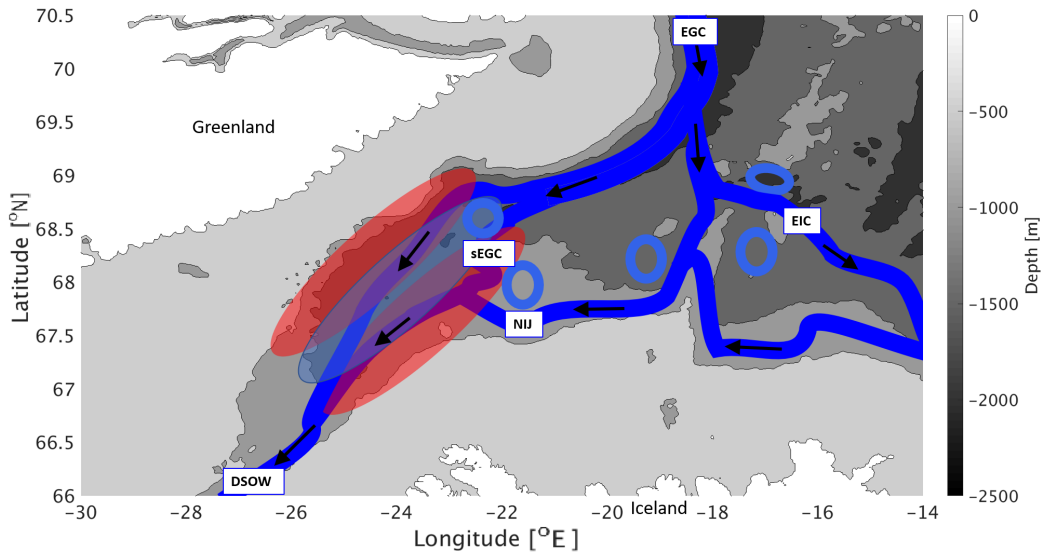 70.5
70
69.5
69
68.5
68
67.5
67
66.5
66
Latitude [°N]
-30
-28
-26
-24
-22
-20
-18
-16
-14
Longitude [°E]
EGC
Greenland
EIC
sEGC
NIJ
DSOW
Iceland
0
-500
-1000
-1500
-2000
-2500
Depth [m]